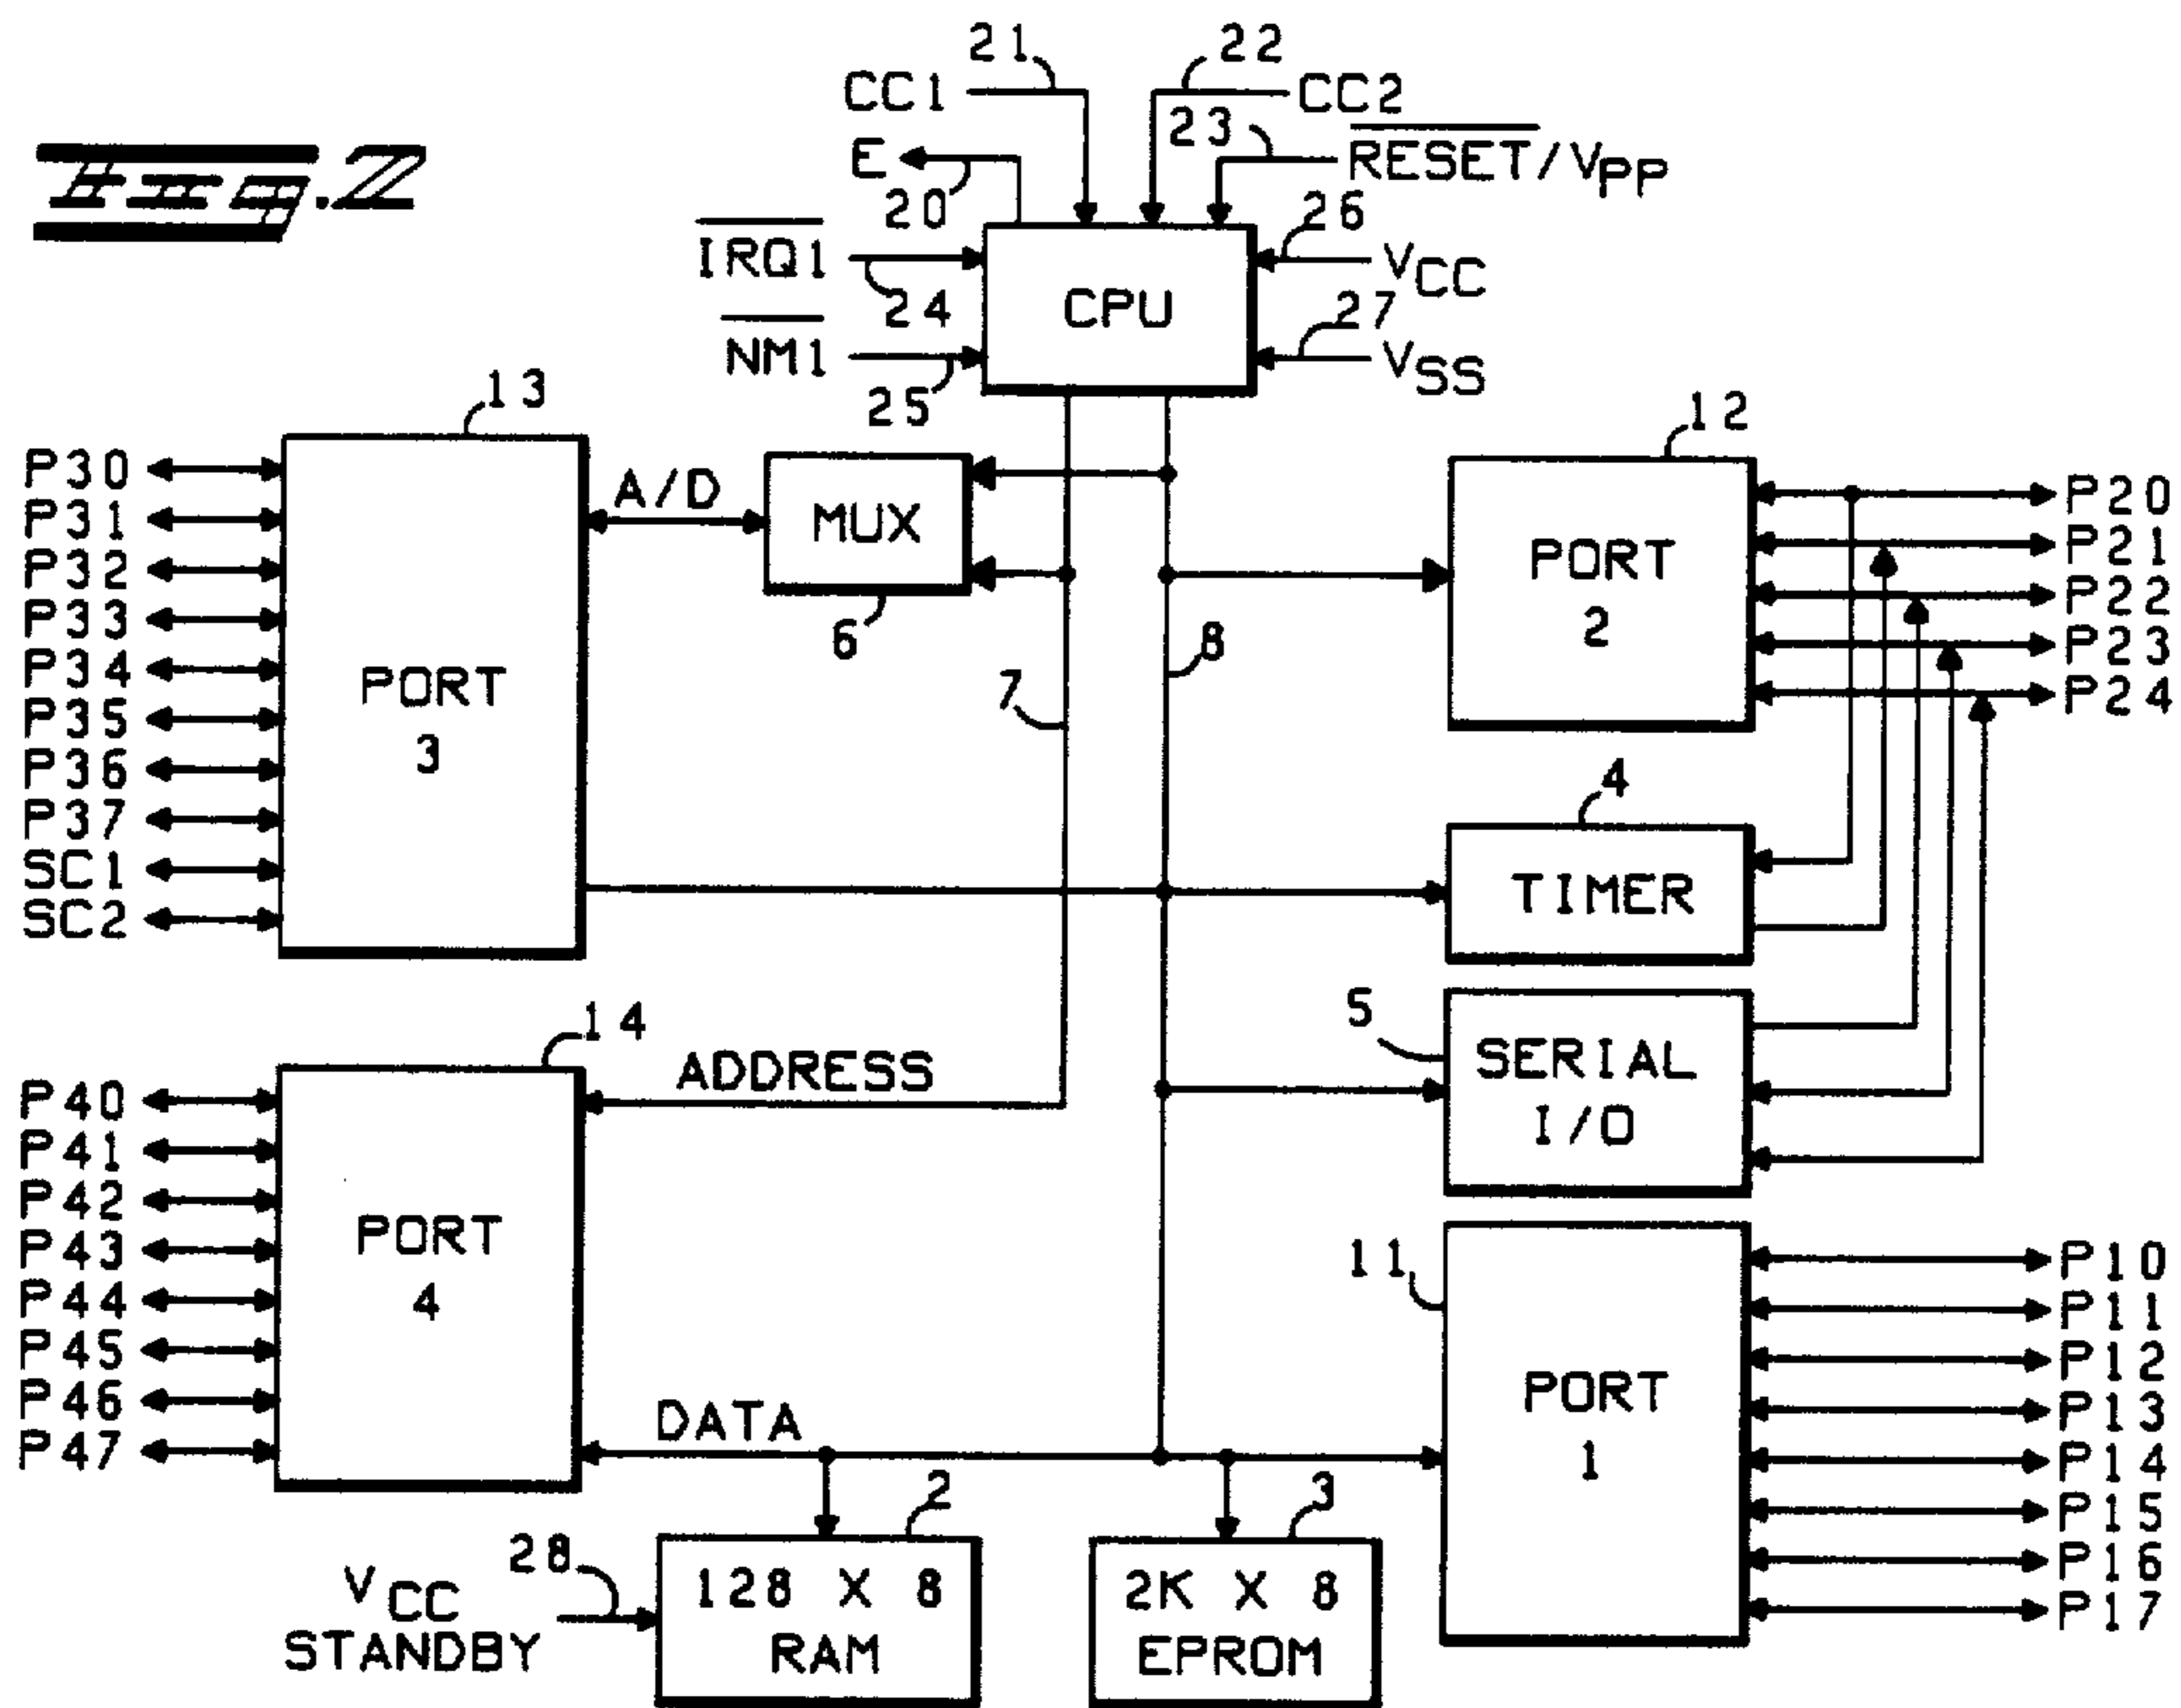 Fig. 2
21
22
CC1
CC2
23
E
RESET/VPP
20
26
IRQ1
VCC
24
CPU
27
NM1
VSS
25
13
12
P30
P31
P32
P33
P34
P35
P36
P37
SC1
SC2
PORT
3
A/D
MUX
6
7
8
PORT
2
P20
P21
P22
P23
P24
4
TIMER
5
SERIAL
I/O
14
ADDRESS
P40
P41
P42
P43
P44
P45
P46
P47
PORT
4
DATA
11
PORT
1
P10
P11
P12
P13
P14
P15
P16
P17
2
3
28
VCC
STANDBY
128 X 8
RAM
2K X 8
EPROM